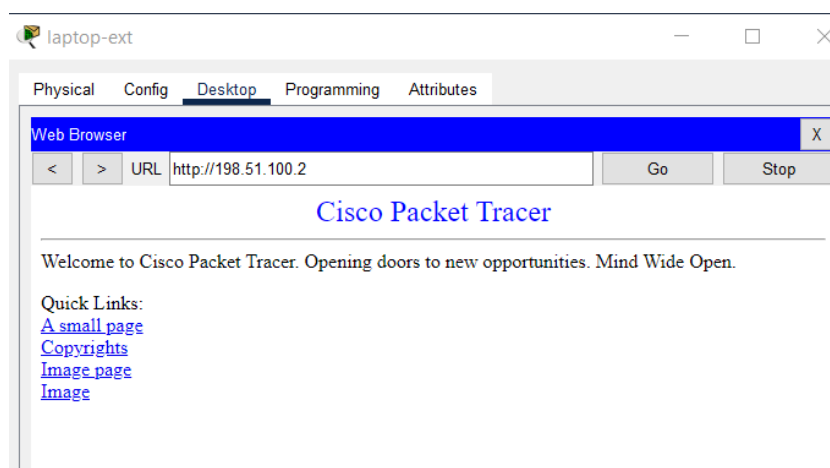 laptop-ext
Physical Config Desktop Programming Attributes
Web Browser X
< > URL http://198.51.100.2 Go Stop
Cisco Packet Tracer
Welcome to Cisco Packet Tracer. Opening doors to new opportunities. Mind Wide Open.
Quick Links:
A small page
Copyrights
Image page
Image